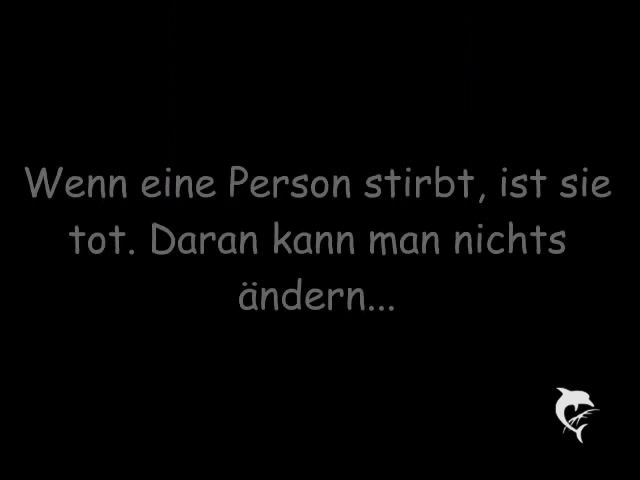 Wenn eine Person stirbt, ist sie
tot. Daran kann man nichts
ändern...